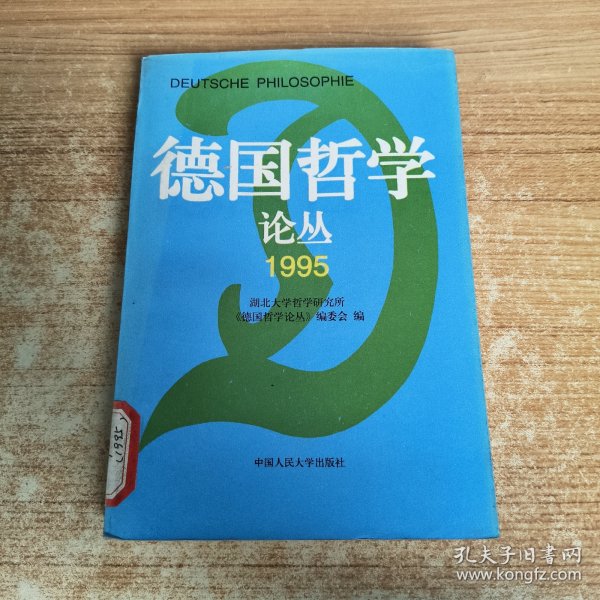 DEUTSCHE PHILOSOPHIE
德国哲学
论丛
1995
湖北大学哲学研究所
《德国哲学论丛》编委会 编
中国人民大学出版社
孔夫子旧书网
www.kongfz.com